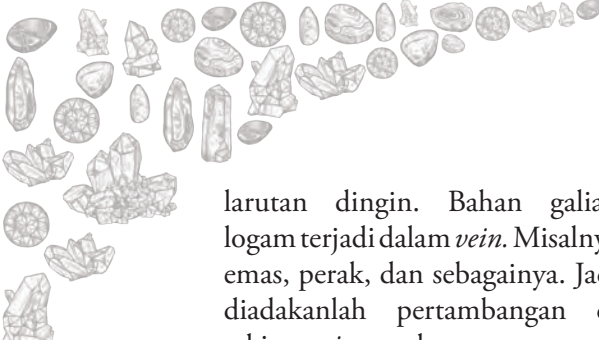 larutan dingin. Bahan galia
logam terjadi dalam vein. Misalny
emas, perak, dan sebagainya. Jad
diadakanlah pertambangan